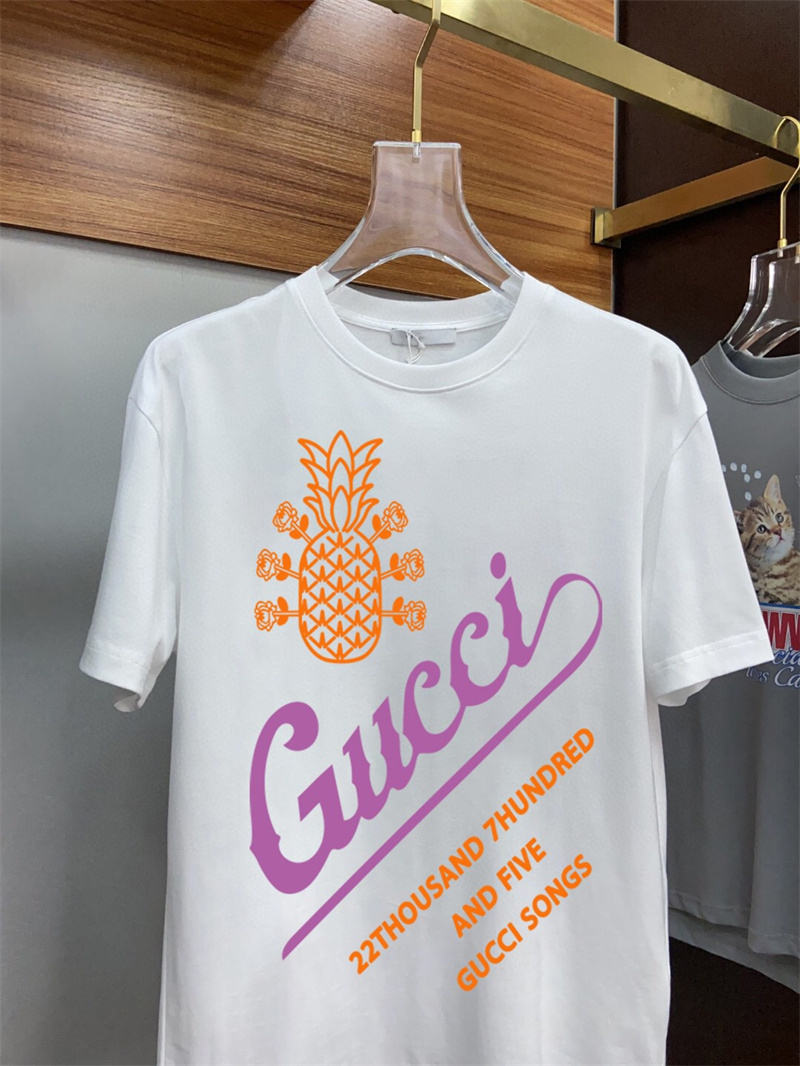 Gucci
22THOUSAND 7HUNDRED
AND FIVE
GUCCI SONGS